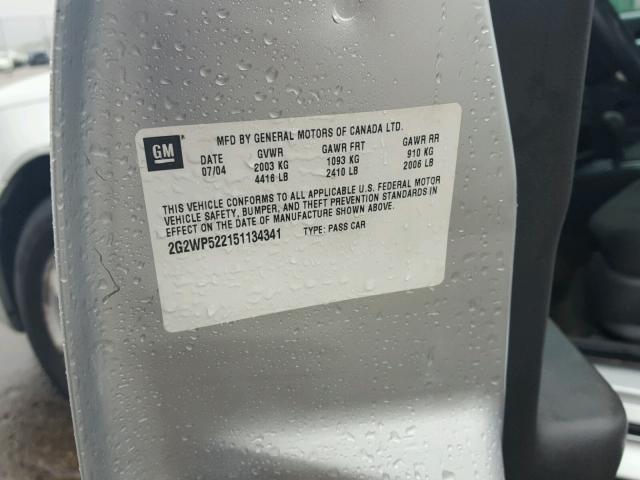 GM
MFD BY GENERAL MOTORS OF CANADA LTD.
DATE GVWR GAWR FRT GAWR RR
07/04 2003 KG 1093 KG 910 KG
4416 LB 2410 LB 2006 LB
THIS VEHICLE CONFORMS TO ALL APPLICABLE U.S. FEDERAL MOTOR
VEHICLE SAFETY, BUMPER, AND THEFT PREVENTION STANDARDS IN
EFFECT ON THE DATE OF MANUFACTURE SHOWN ABOVE.
2G2WP522151134341 TYPE: PASS CAR